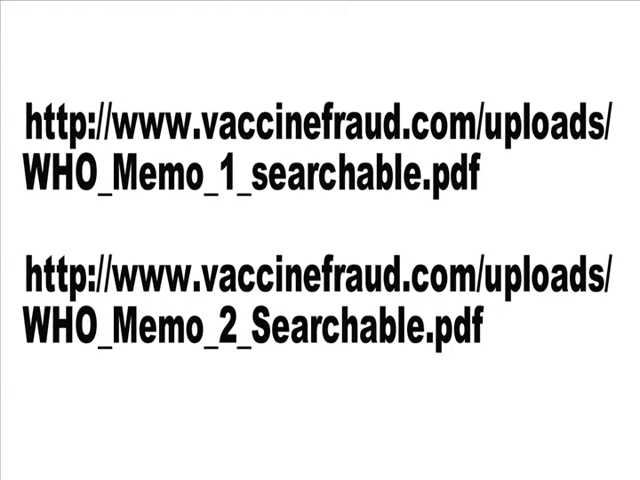 http://www.vaccinefraud.com/uploads/
WHO_Memo_1_searchable.pdf
http://www.vaccinefraud.com/uploads/
WHO_Memo_2_Searchable.pdf